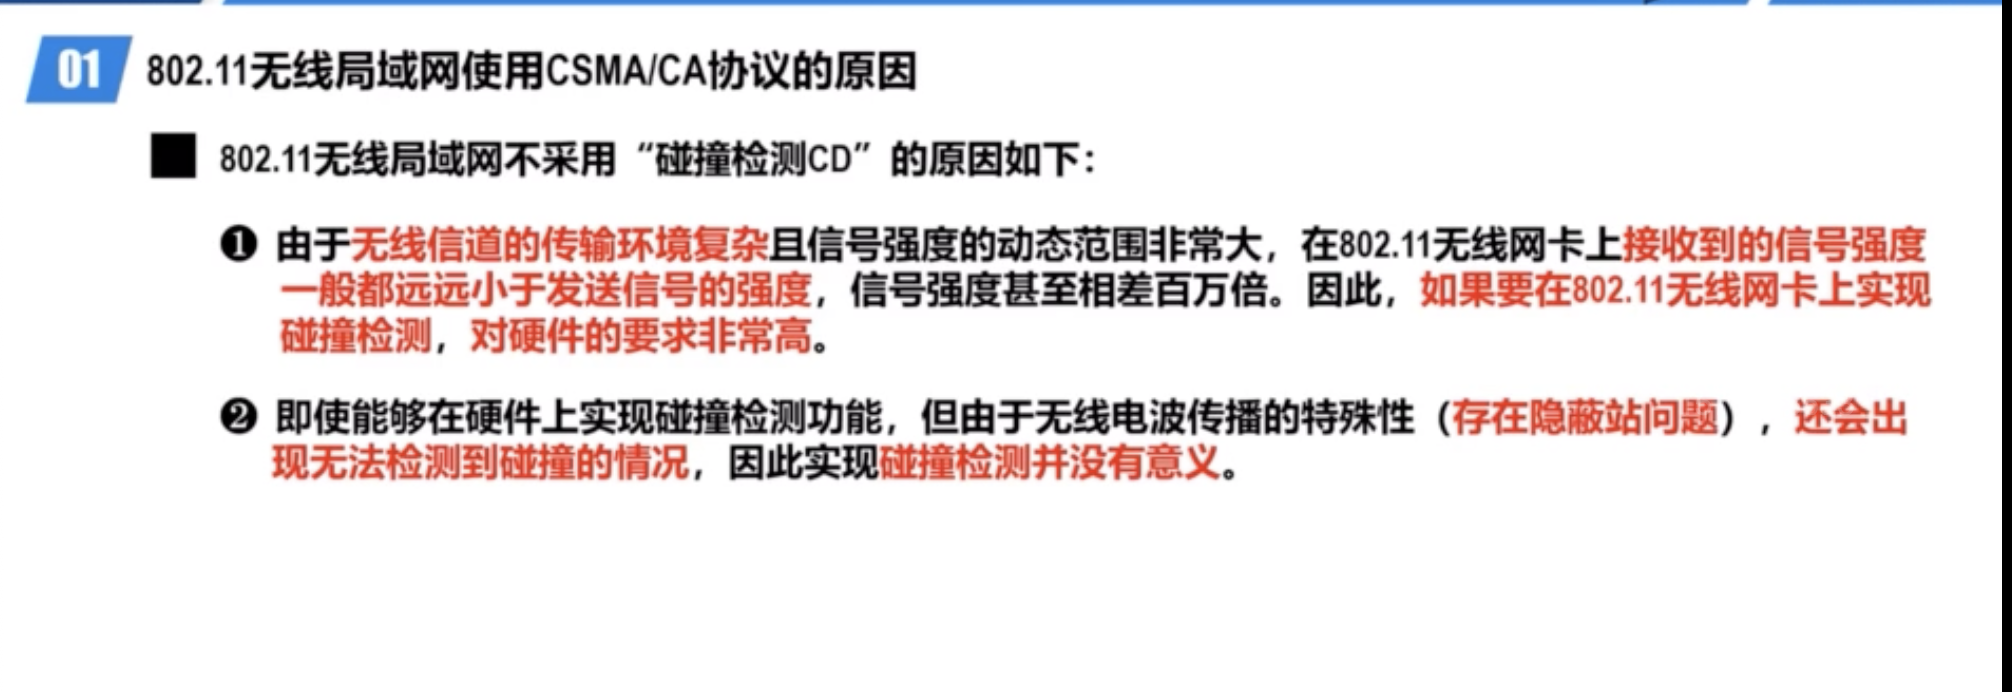 01 802.11无线局域网使用CSMA/CA协议的原因
802.11无线局域网不采用“碰撞检测CD”的原因如下：
❶ 由于无线信道的传输环境复杂且信号强度的动态范围非常大，在802.11无线网卡上接收到的信号强度
一般都远远小于发送信号的强度，信号强度甚至相差百万倍。因此，如果要在802.11无线网卡上实现
碰撞检测，对硬件的要求非常高。
❷ 即使能够在硬件上实现碰撞检测功能，但由于无线电波传播的特殊性（存在隐蔽站问题），还会出
现无法检测到碰撞的情况，因此实现碰撞检测并没有意义。